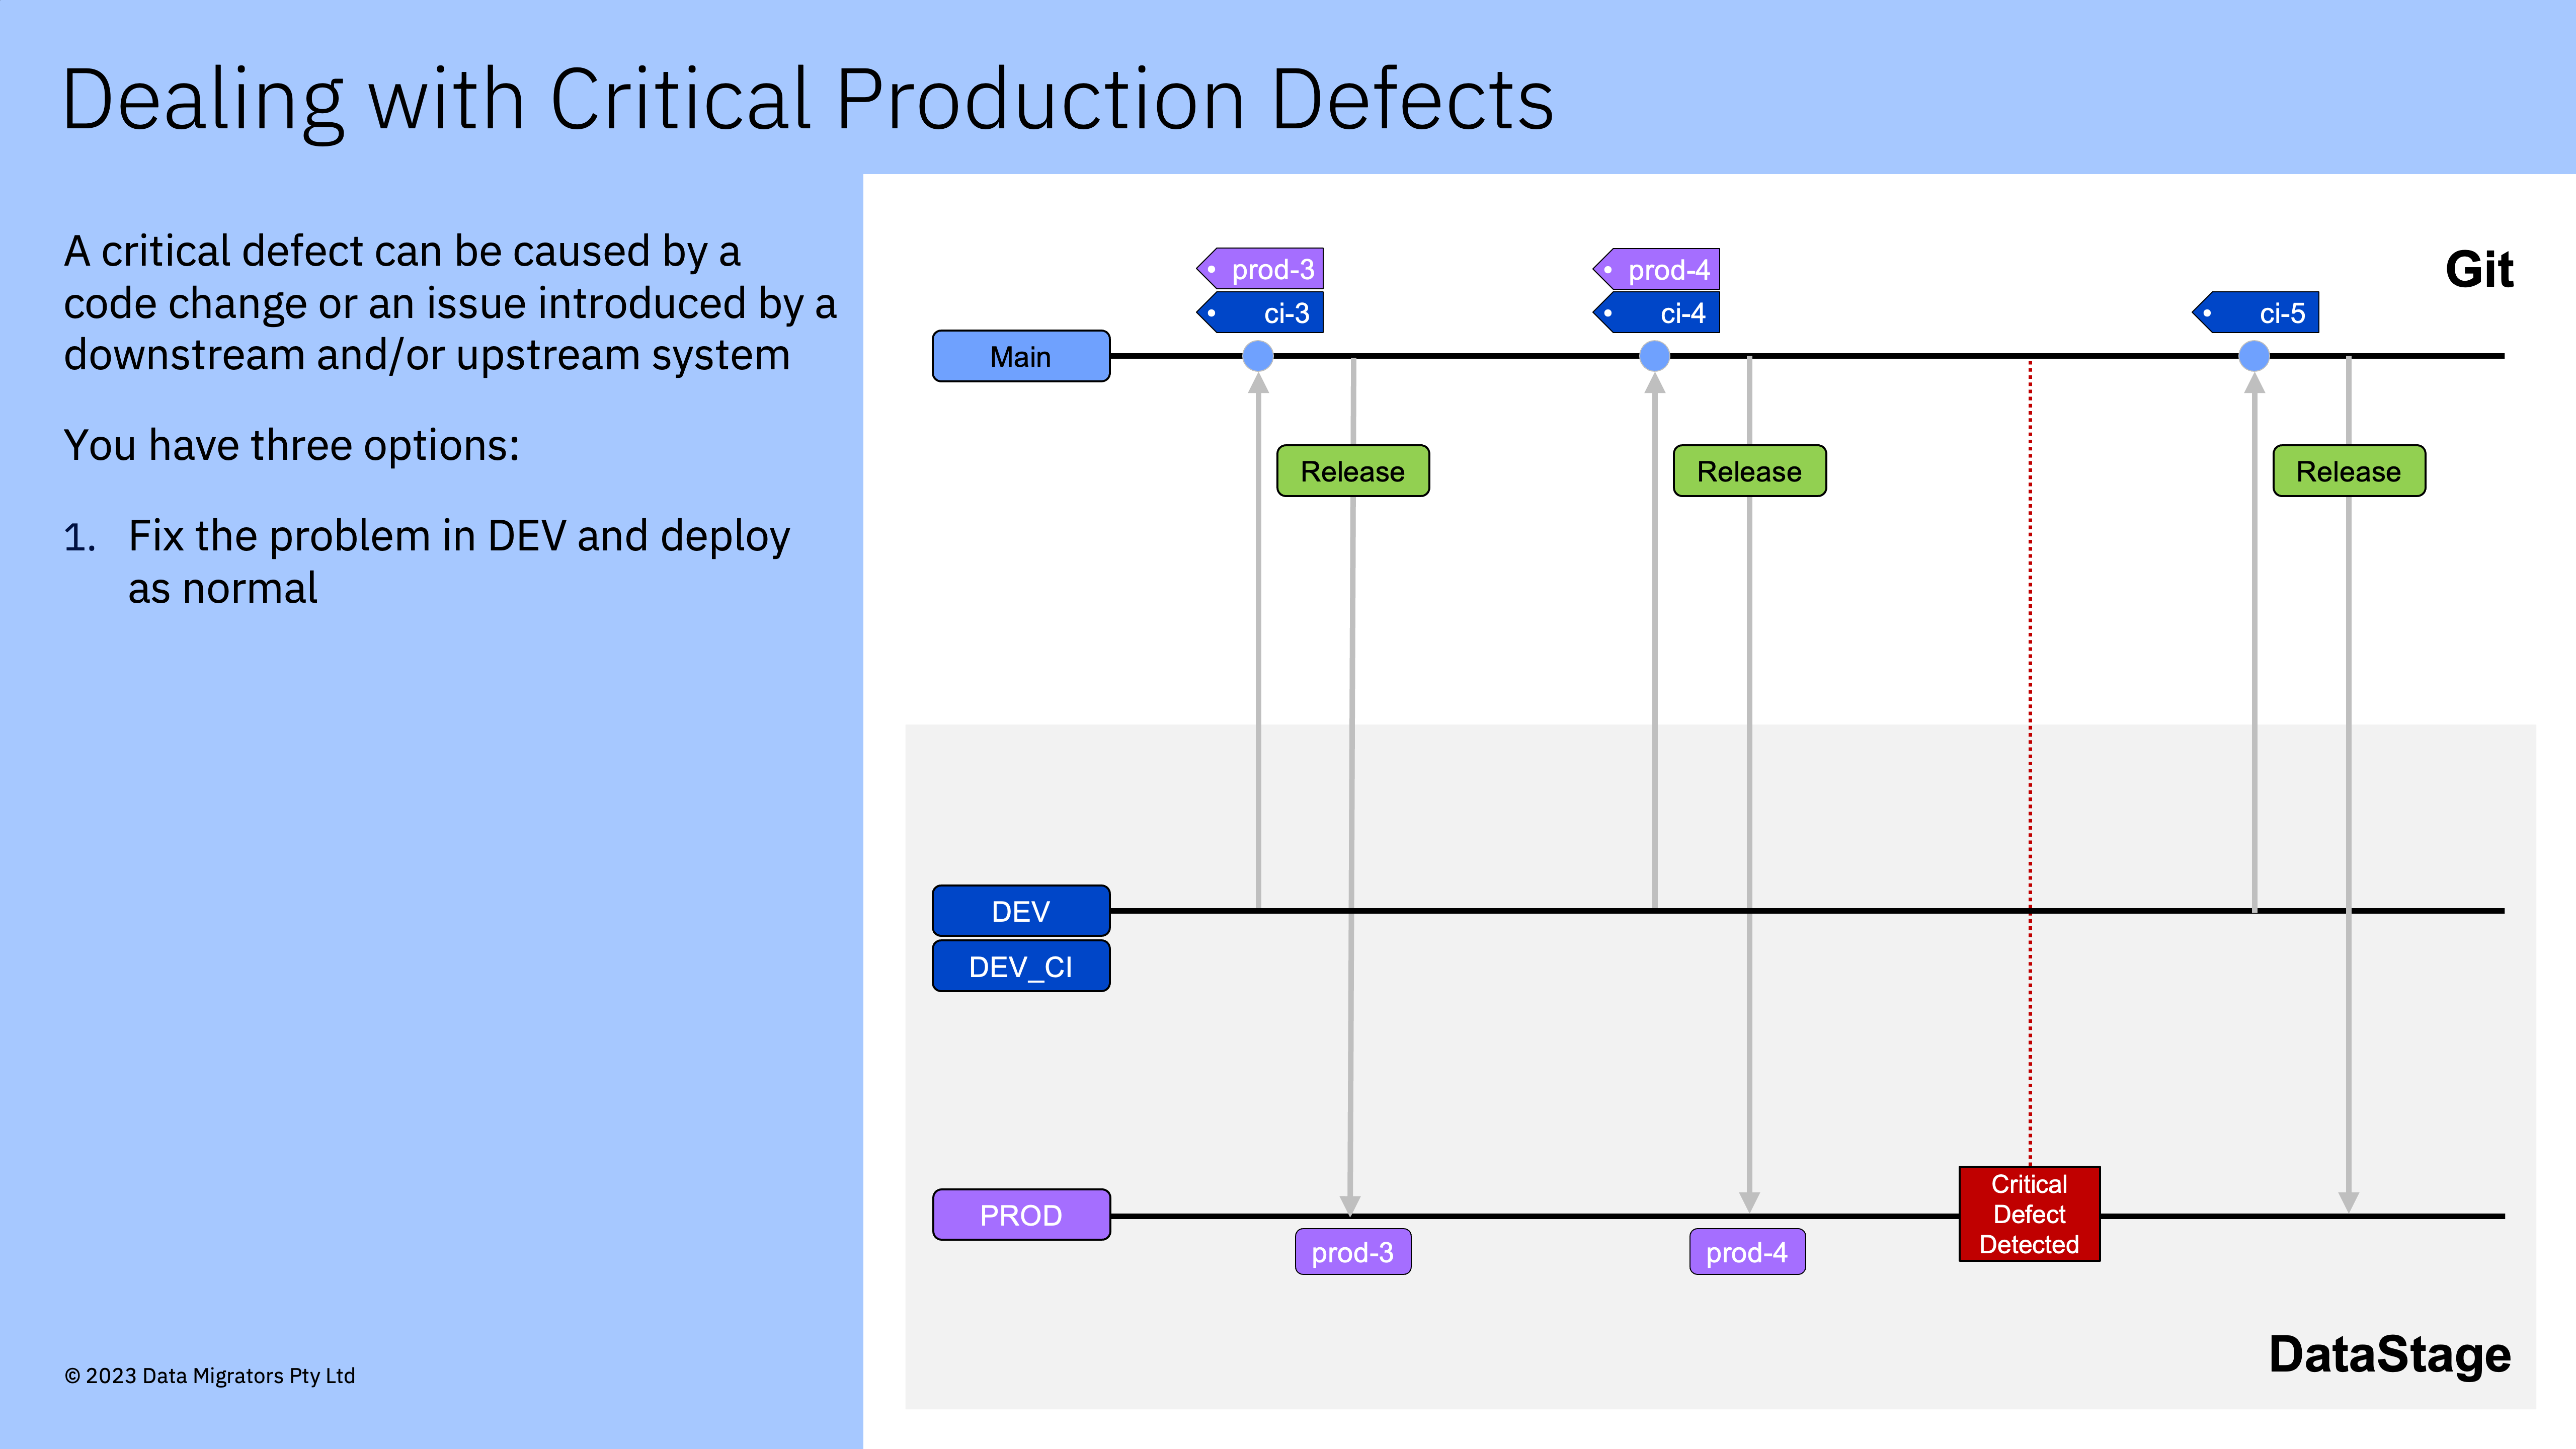 Dealing with Critical Production Defects
A critical defect can be caused by a
code change or an issue introduced by a
downstream and/or upstream system
You have three options:
1. Fix the problem in DEV and deploy
as normal
© 2023 Data Migrators Pty Ltd
Git
prod-3
ci-3
prod-4
ci-4
ci-5
Main
Release
Release
Release
DEV
DEV_CI
PROD
prod-3
prod-4
Critical
Defect
Detected
DataStage